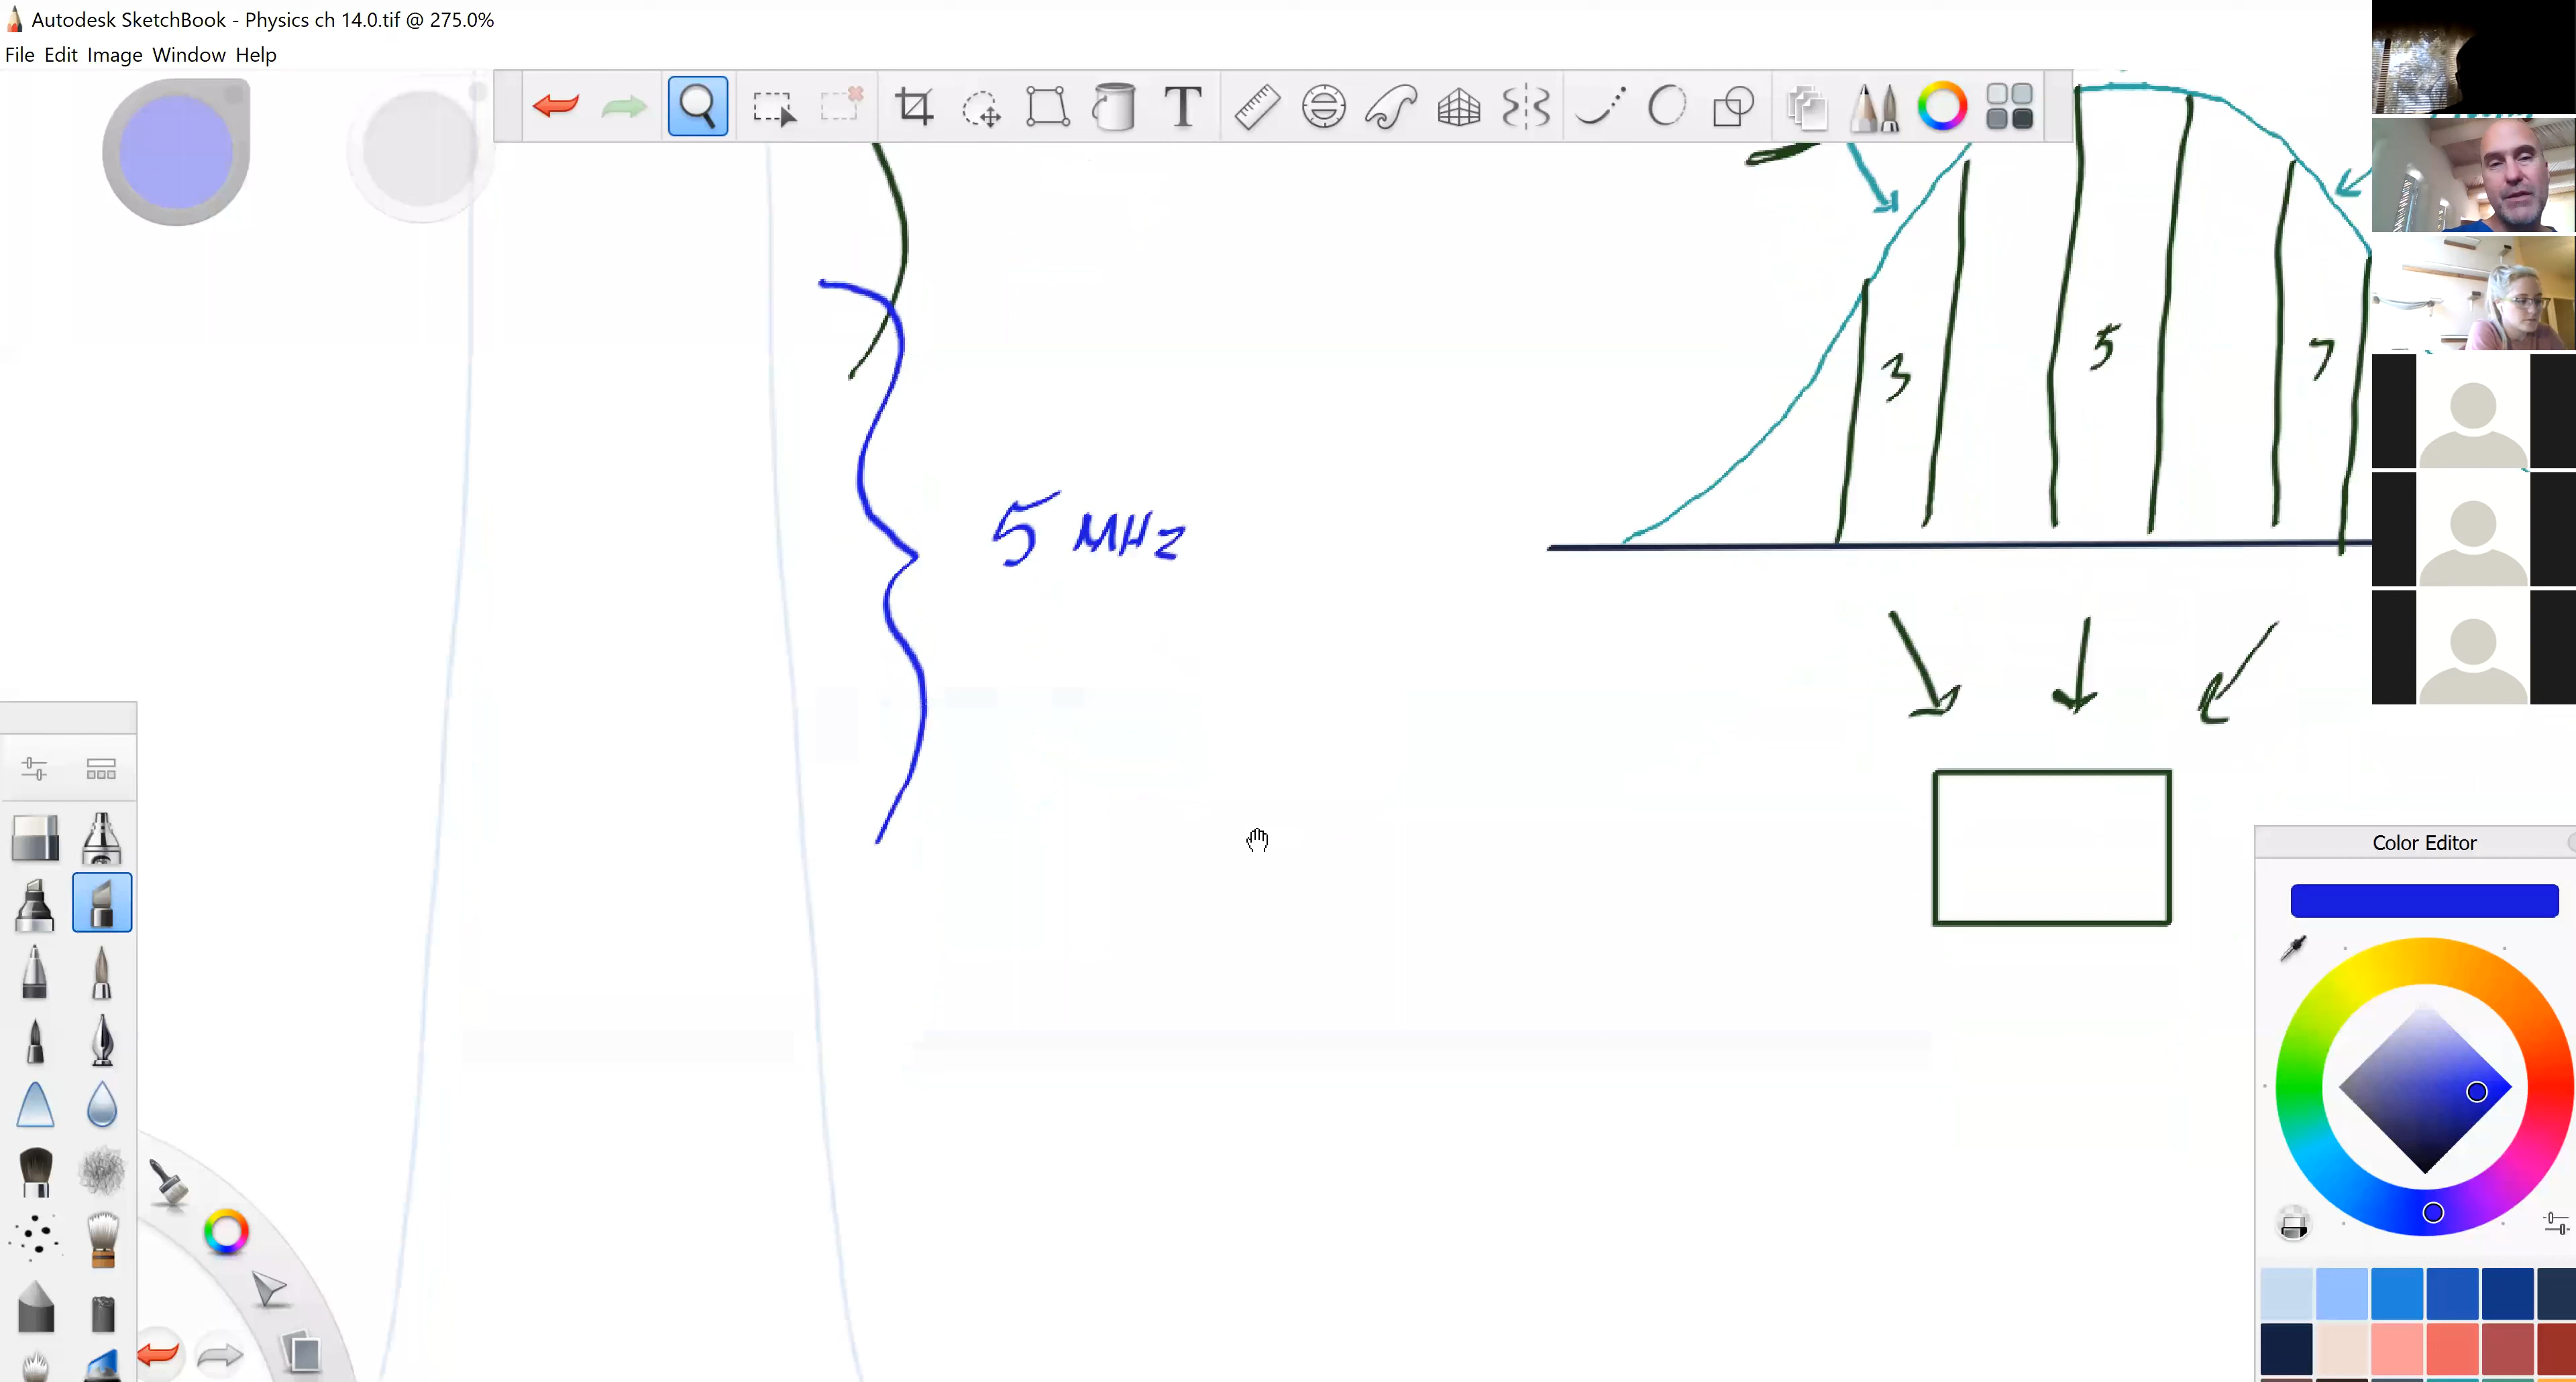 Autodesk SketchBook - Physics ch 14.0.tif @ 275.0%
File Edit Image Window Help
T
3
5
7
5 MHz
Color Editor